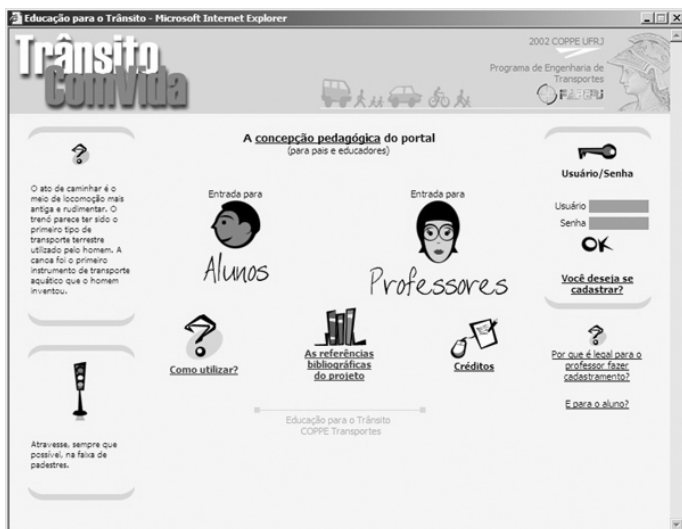 Educação para o Trânsito - Microsoft Internet Explorer
Trânsito
ComVida
2002 COPPE UFRJ
Programa de Engenharia de
Transportes
FAPERJ
O ato de caminhar é o
meio de locomoção mais
antiga e rudimentar. O
trenó parece ter sido o
primeiro tipo de
transporte terrestre
utilizado pelo homem. A
canoa foi o primeiro
instrumento de transporte
aquático que o homem
inventou.
Atravesse, sempre que
possível, na faixa de
padestres.
A concepção pedagógica do portal
(para pais e educadores)
Entrada para
Alunos
Entrada para
Professores
Como utilizar?
As referências
bibliográficas
do projeto
Créditos
Educação para o Trânsito
COPPE Transportes
Usuário/Senha
Usuário
Senha
OK
Você deseja se
cadastrar?
Por que é legal para o
professor fazer
cadastramento?
E para o aluno?